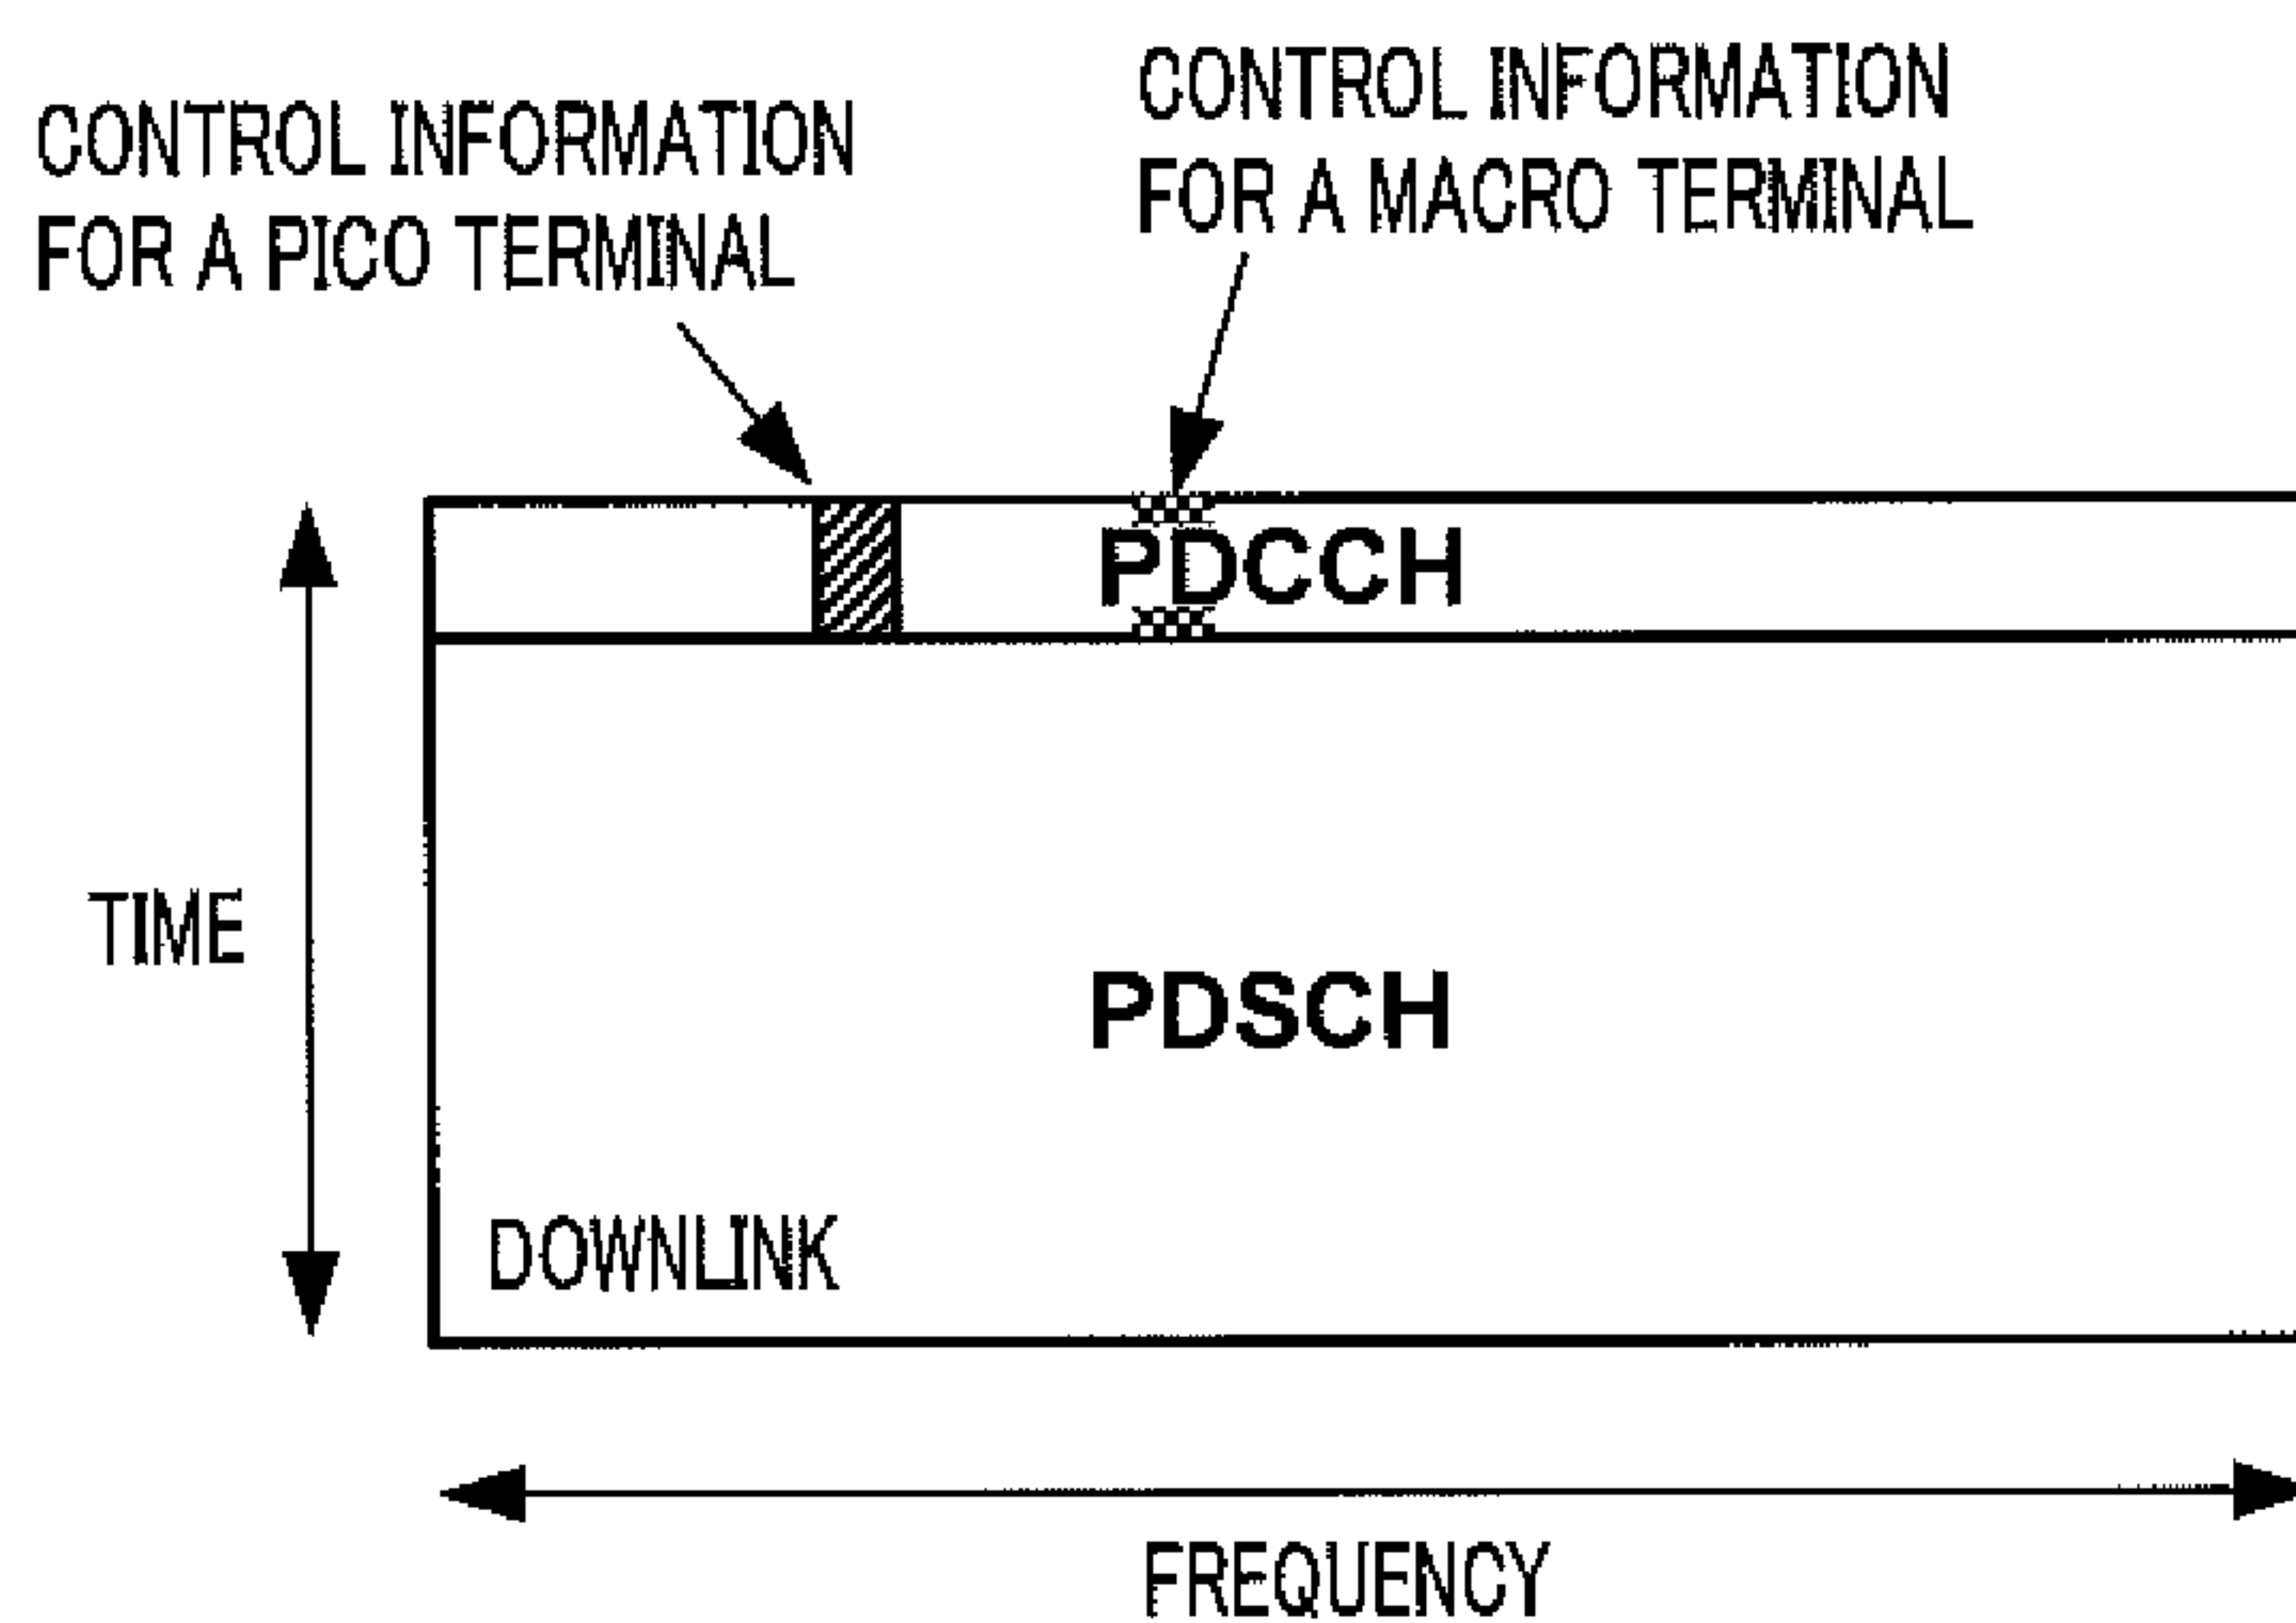 CONTROL INFORMATION
FOR A PICO TERMINAL
CONTROL INFORMATION
FOR A MACRO TERMINAL
PDCCH
TIME
PDSCH
DOWNLINK
FREQUENCY